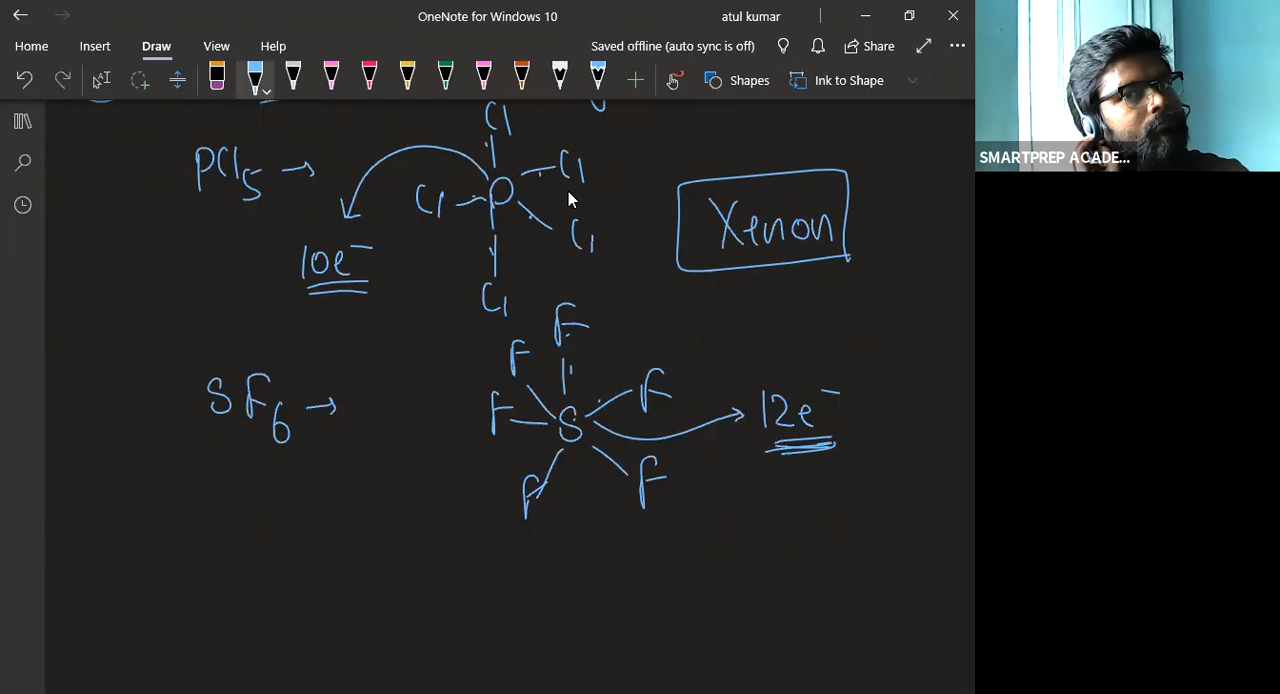 OneNote for Windows 10
atul kumar
Home Insert Draw View Help
Saved offline (auto sync is off)
Share
Shapes
Ink to Shape
SMARTPREP ACADE...
Cl
PCl5 →
Cl
Cl P
Cl
10e⁻
Cl
Xenon
F
F
SF6 →
F
F S
12e⁻
F
F